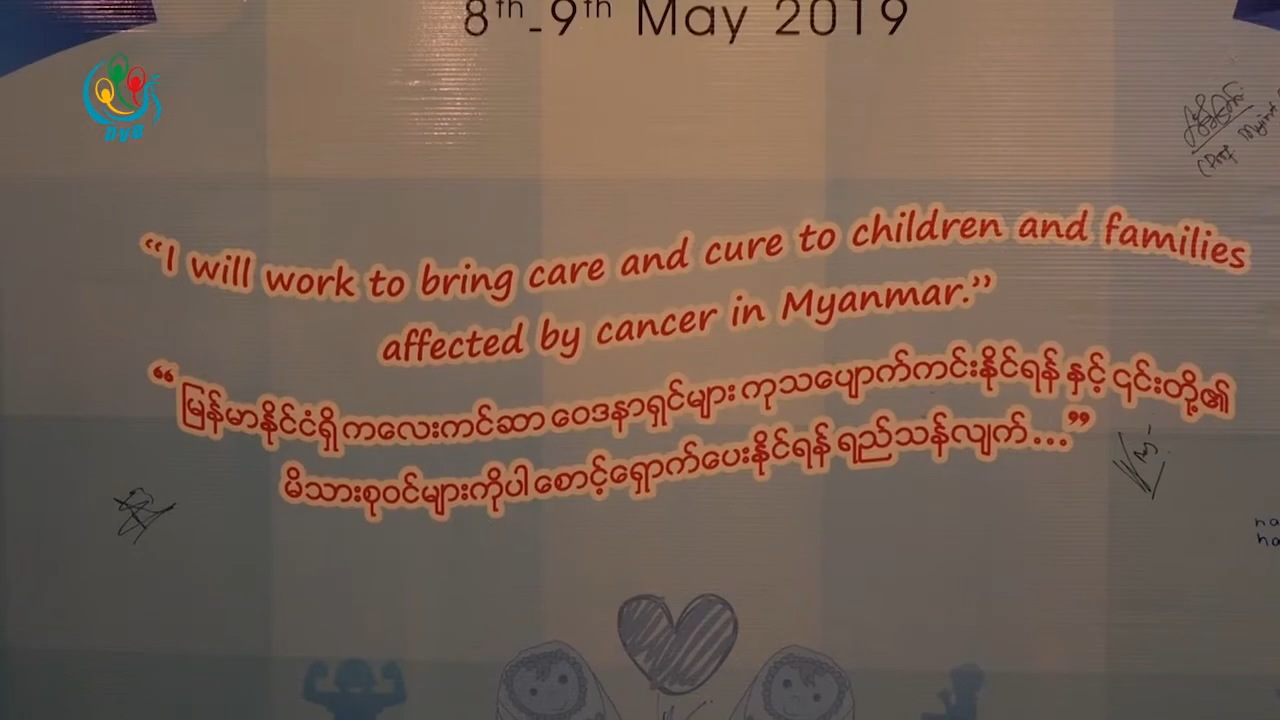 8th-9th May 2019
DVB
“I will work to bring care and cure to children and families
affected by cancer in Myanmar.”
“ မြန်မာနိုင်ငံရှိ ကလေးကင်ဆာ ဝေဒနာရှင်များ ကုသပျောက်ကင်းနိုင်ရန် နှင့် ၎င်းတို့၏
မိသားစုဝင်များကိုပါ စောင့်ရှောက်ပေးနိုင်ရန် ရည်သန်လျက် ...”
(Prof. Myint